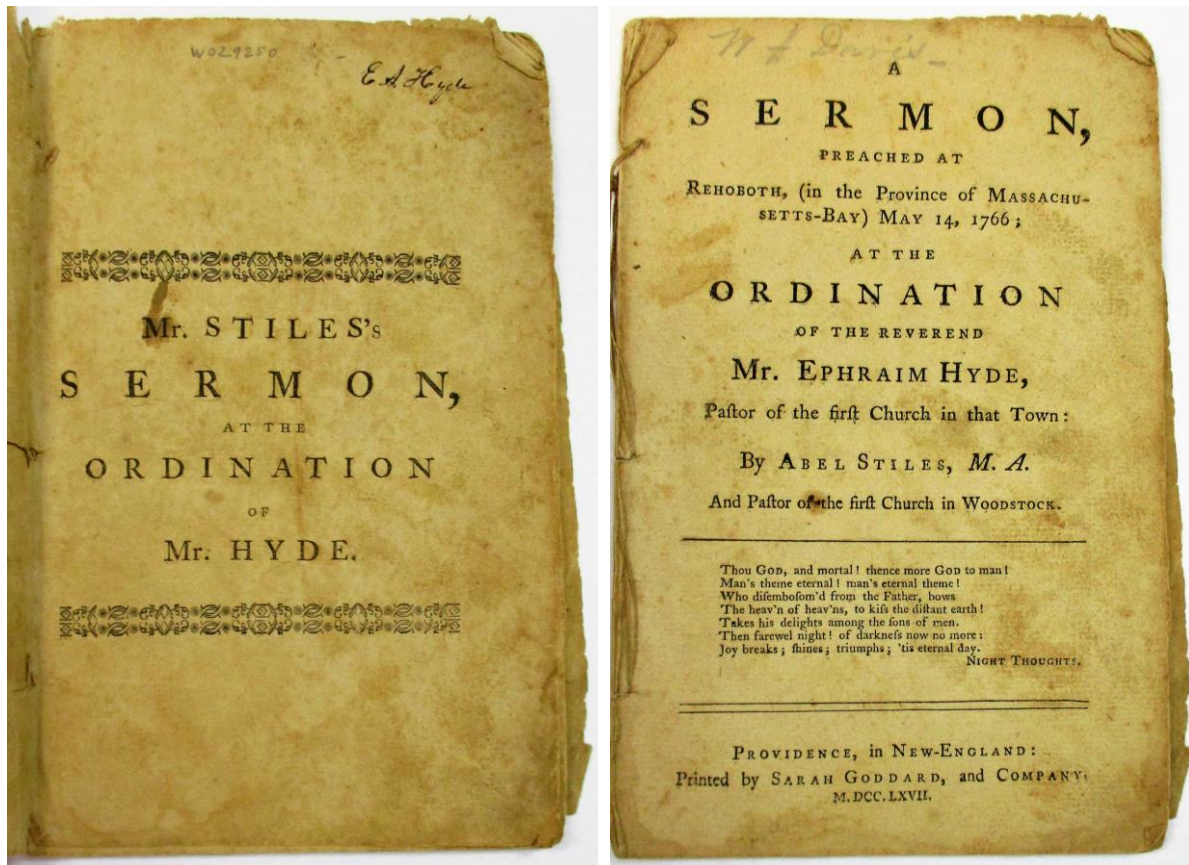 W029250
E A Hyde
Mr. STILES's
SERMON,
AT THE
ORDINATION
OF
Mr. HYDE.
W A Davis
A
SERMON,
PREACHED AT
REHOBOTH, (in the Province of MASSACHU-
SETTS-BAY) MAY 14, 1766;
AT THE
ORDINATION
OF THE REVEREND
Mr. EPHRAIM HYDE,
Paſtor of the firſt Church in that Town:
By ABEL STILES, M. A.
And Paſtor of the firſt Church in WOODSTOCK.
Thou GOD, and mortal! thence more GOD to man!
Man's theme eternal! man's eternal theme!
Who diſemboſom'd from the Father, bows
The heav'n of heav'ns, to kiſs the diſtant earth!
Takes his delights among the ſons of men.
Then farewel night! of darkneſs now no more:
Joy breaks; ſhines; triumphs; 'tis eternal day.
NIGHT THOUGHTS.
PROVIDENCE, in NEW-ENGLAND:
Printed by SARAH GODDARD, and COMPANY,
M.DCC.LXVII.